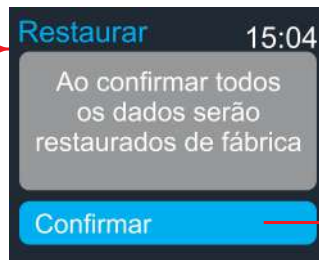 Restaurar 15:04
Ao confirmar todos
os dados serão
restaurados de fábrica
Confirmar